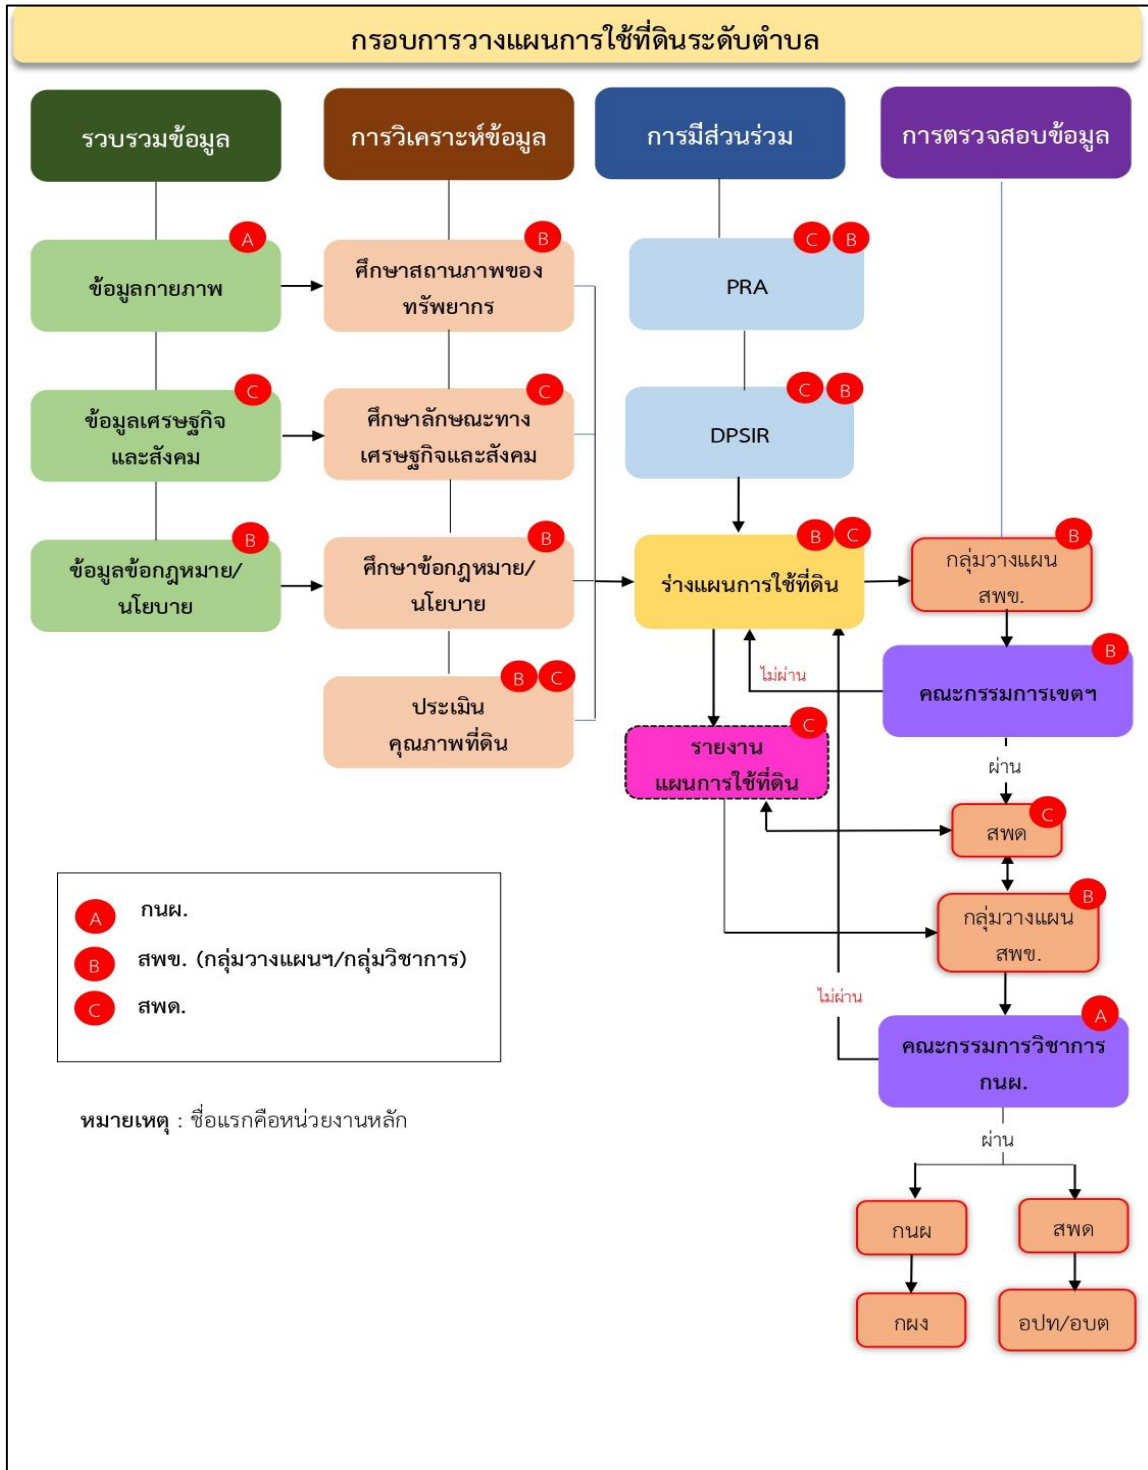 กรอบการวางแผนการใช้ที่ดินระดับตำบล
รวบรวมข้อมูล
การวิเคราะห์ข้อมูล
การมีส่วนร่วม
การตรวจสอบข้อมูล
A
ข้อมูลกายภาพ
B
ศึกษาสถานภาพของ
ทรัพยากร
C B
PRA
C
ข้อมูลเศรษฐกิจ
และสังคม
C
ศึกษาลักษณะทาง
เศรษฐกิจและสังคม
C B
DPSIR
B
ข้อมูลข้อกฎหมาย/
นโยบาย
B
ศึกษาข้อกฎหมาย/
นโยบาย
B C
ร่างแผนการใช้ที่ดิน
B
กลุ่มวางแผน
สพข.
B C
ประเมิน
คุณภาพที่ดิน
ไม่ผ่าน
B
คณะกรรมการเขตฯ
C
รายงาน
แผนการใช้ที่ดิน
ผ่าน
C
สพด
B
กลุ่มวางแผน
สพข.
A กนผ.
B สพข. (กลุ่มวางแผนฯ/กลุ่มวิชาการ)
C สพด.
ไม่ผ่าน
A
คณะกรรมการวิชาการ
กนผ.
หมายเหตุ : ชื่อแรกคือหน่วยงานหลัก
ผ่าน
กนผ
สพด
กผง
อปท/อบต